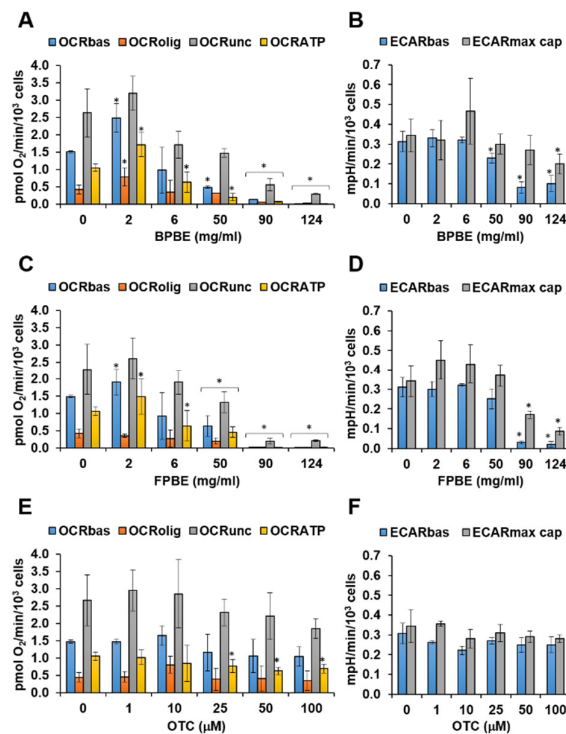 A
OCRbas OCRolig OCRunc OCRATP
pmol O₂/min/10³ cells
4.0
3.5
3.0
2.5
2.0
1.5
1.0
0.5
0.0
* * * * * * * *
0 2 6 50 90 124
BPBE (mg/ml)
B
ECARbas ECARmax cap
mpH/min/10³ cells
0.7
0.6
0.5
0.4
0.3
0.2
0.1
0.0
* * * *
0 2 6 50 90 124
BPBE (mg/ml)
C
OCRbas OCRolig OCRunc OCRATP
pmol O₂/min/10³ cells
4.0
3.5
3.0
2.5
2.0
1.5
1.0
0.5
0.0
* * * * * *
0 2 6 50 90 124
FPBE (mg/ml)
D
ECARbas ECARmax cap
mpH/min/10³ cells
0.7
0.6
0.5
0.4
0.3
0.2
0.1
0.0
* * * *
0 2 6 50 90 124
FPBE (mg/ml)
E
OCRbas OCRolig OCRunc OCRATP
pmol O₂/min/10³ cells
4.0
3.5
3.0
2.5
2.0
1.5
1.0
0.5
0.0
* * *
0 1 10 25 50 100
OTC (µM)
F
ECARbas ECARmax cap
mpH/min/10³ cells
0.7
0.6
0.5
0.4
0.3
0.2
0.1
0.0
0 1 10 25 50 100
OTC (µM)